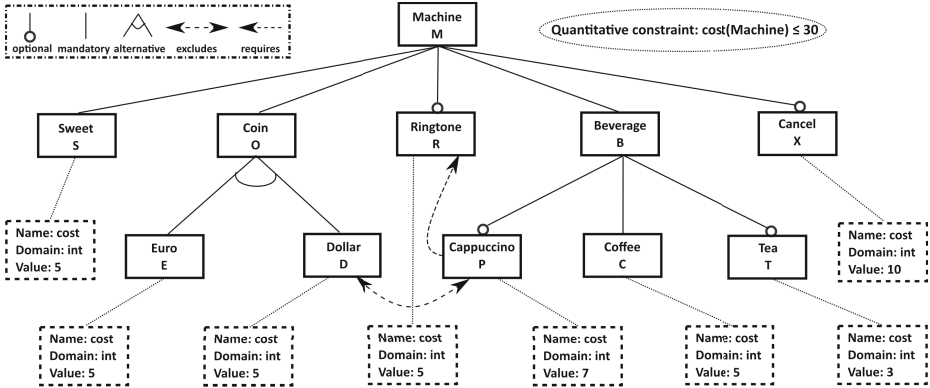 Machine
M
Quantitative constraint: cost(Machine) ≤ 30
optional mandatory alternative excludes requires
Sweet
S
Coin
O
Ringtone
R
Beverage
B
Cancel
X
Name: cost
Domain: int
Value: 5
Euro
E
Dollar
D
Cappuccino
P
Coffee
C
Tea
T
Name: cost
Domain: int
Value: 10
Name: cost
Domain: int
Value: 5
Name: cost
Domain: int
Value: 5
Name: cost
Domain: int
Value: 5
Name: cost
Domain: int
Value: 7
Name: cost
Domain: int
Value: 5
Name: cost
Domain: int
Value: 3